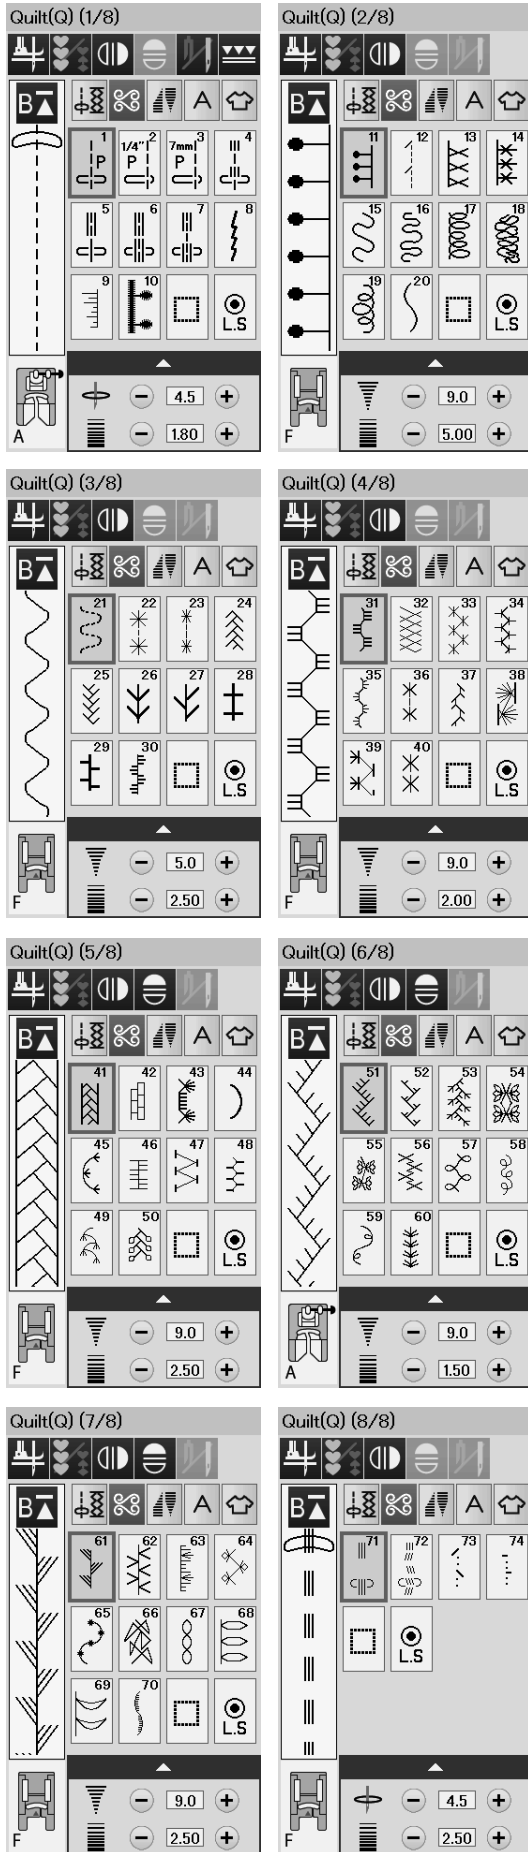 Quilt(Q) (1/8)
B
A
1 P
1/4" 2 P
7mm 3 P
4
5
6
7
8
9
10
L.S
A
4.5
1.80
Quilt(Q) (2/8)
B
A
11
12
13
14
15
16
17
18
19
20
L.S
F
9.0
5.00
Quilt(Q) (3/8)
B
A
21
22
23
24
25
26
27
28
29
30
L.S
F
5.0
2.50
Quilt(Q) (4/8)
B
A
31
32
33
34
35
36
37
38
39
40
L.S
F
9.0
2.00
Quilt(Q) (5/8)
B
A
41
42
43
44
45
46
47
48
49
50
L.S
F
9.0
2.50
Quilt(Q) (6/8)
B
A
51
52
53
54
55
56
57
58
59
60
L.S
A
9.0
1.50
Quilt(Q) (7/8)
B
A
61
62
63
64
65
66
67
68
69
70
L.S
F
9.0
2.50
Quilt(Q) (8/8)
B
A
71
72
73
74
L.S
F
4.5
2.50